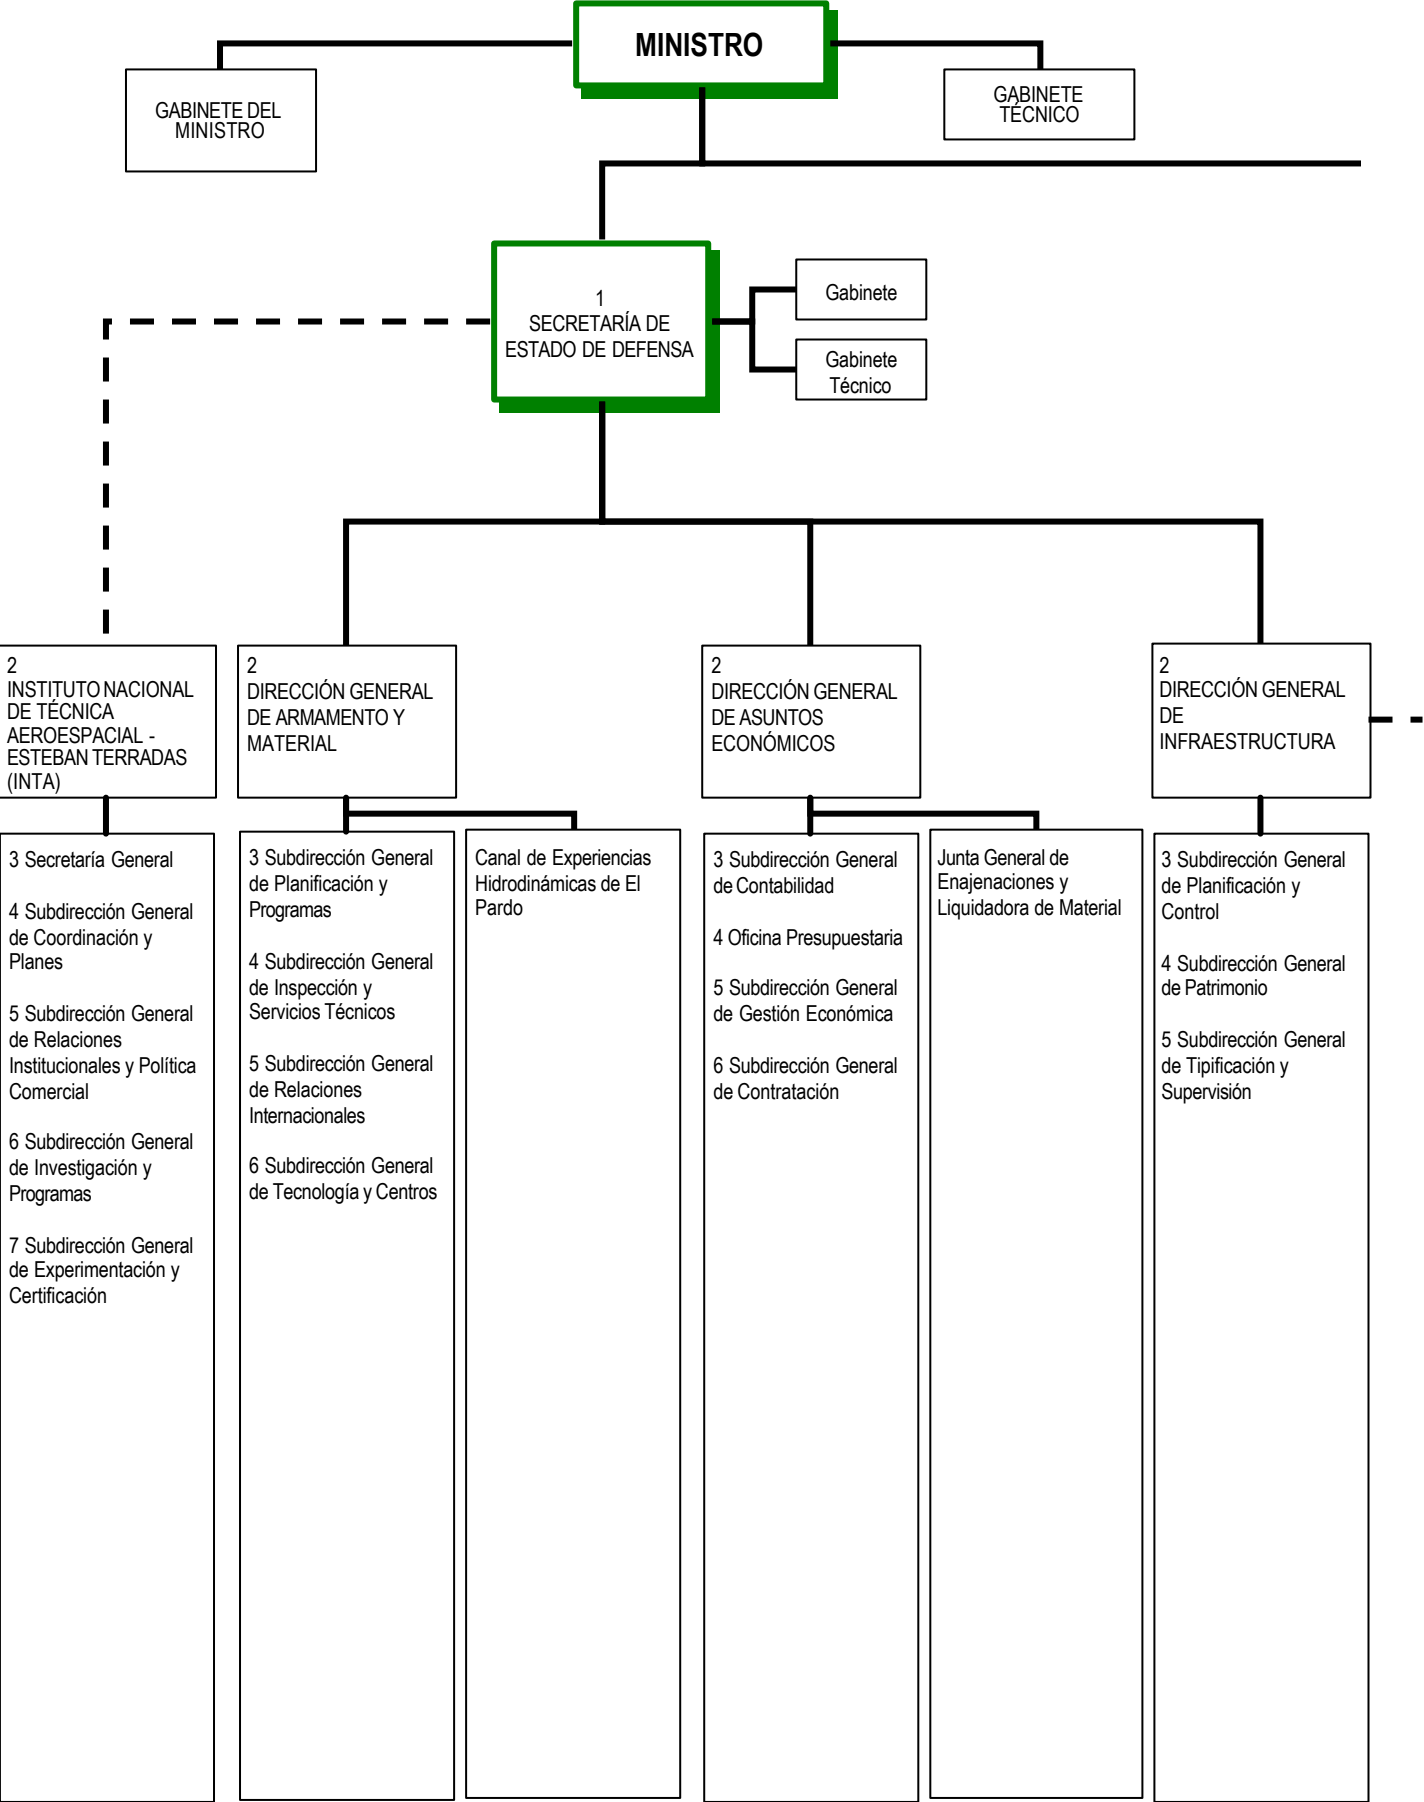 MINISTRO
GABINETE DEL
MINISTRO
GABINETE
TÉCNICO
1
SECRETARÍA DE
ESTADO DE DEFENSA
Gabinete
Gabinete
Técnico
2
INSTITUTO NACIONAL
DE TÉCNICA
AEROESPACIAL -
ESTEBAN TERRADAS
(INTA)
2
DIRECCIÓN GENERAL
DE ARMAMENTO Y
MATERIAL
2
DIRECCIÓN GENERAL
DE ASUNTOS
ECONÓMICOS
2
DIRECCIÓN GENERAL
DE
INFRAESTRUCTURA
3 Secretaría General
4 Subdirección General
de Coordinación y
Planes
5 Subdirección General
de Relaciones
Institucionales y Política
Comercial
6 Subdirección General
de Investigación y
Programas
7 Subdirección General
de Experimentación y
Certificación
3 Subdirección General
de Planificación y
Programas
4 Subdirección General
de Inspección y
Servicios Técnicos
5 Subdirección General
de Relaciones
Internacionales
6 Subdirección General
de Tecnología y Centros
Canal de Experiencias
Hidrodinámicas de El
Pardo
3 Subdirección General
de Contabilidad
4 Oficina Presupuestaria
5 Subdirección General
de Gestión Económica
6 Subdirección General
de Contratación
Junta General de
Enajenaciones y
Liquidadora de Material
3 Subdirección General
de Planificación y
Control
4 Subdirección General
de Patrimonio
5 Subdirección General
de Tipificación y
Supervisión